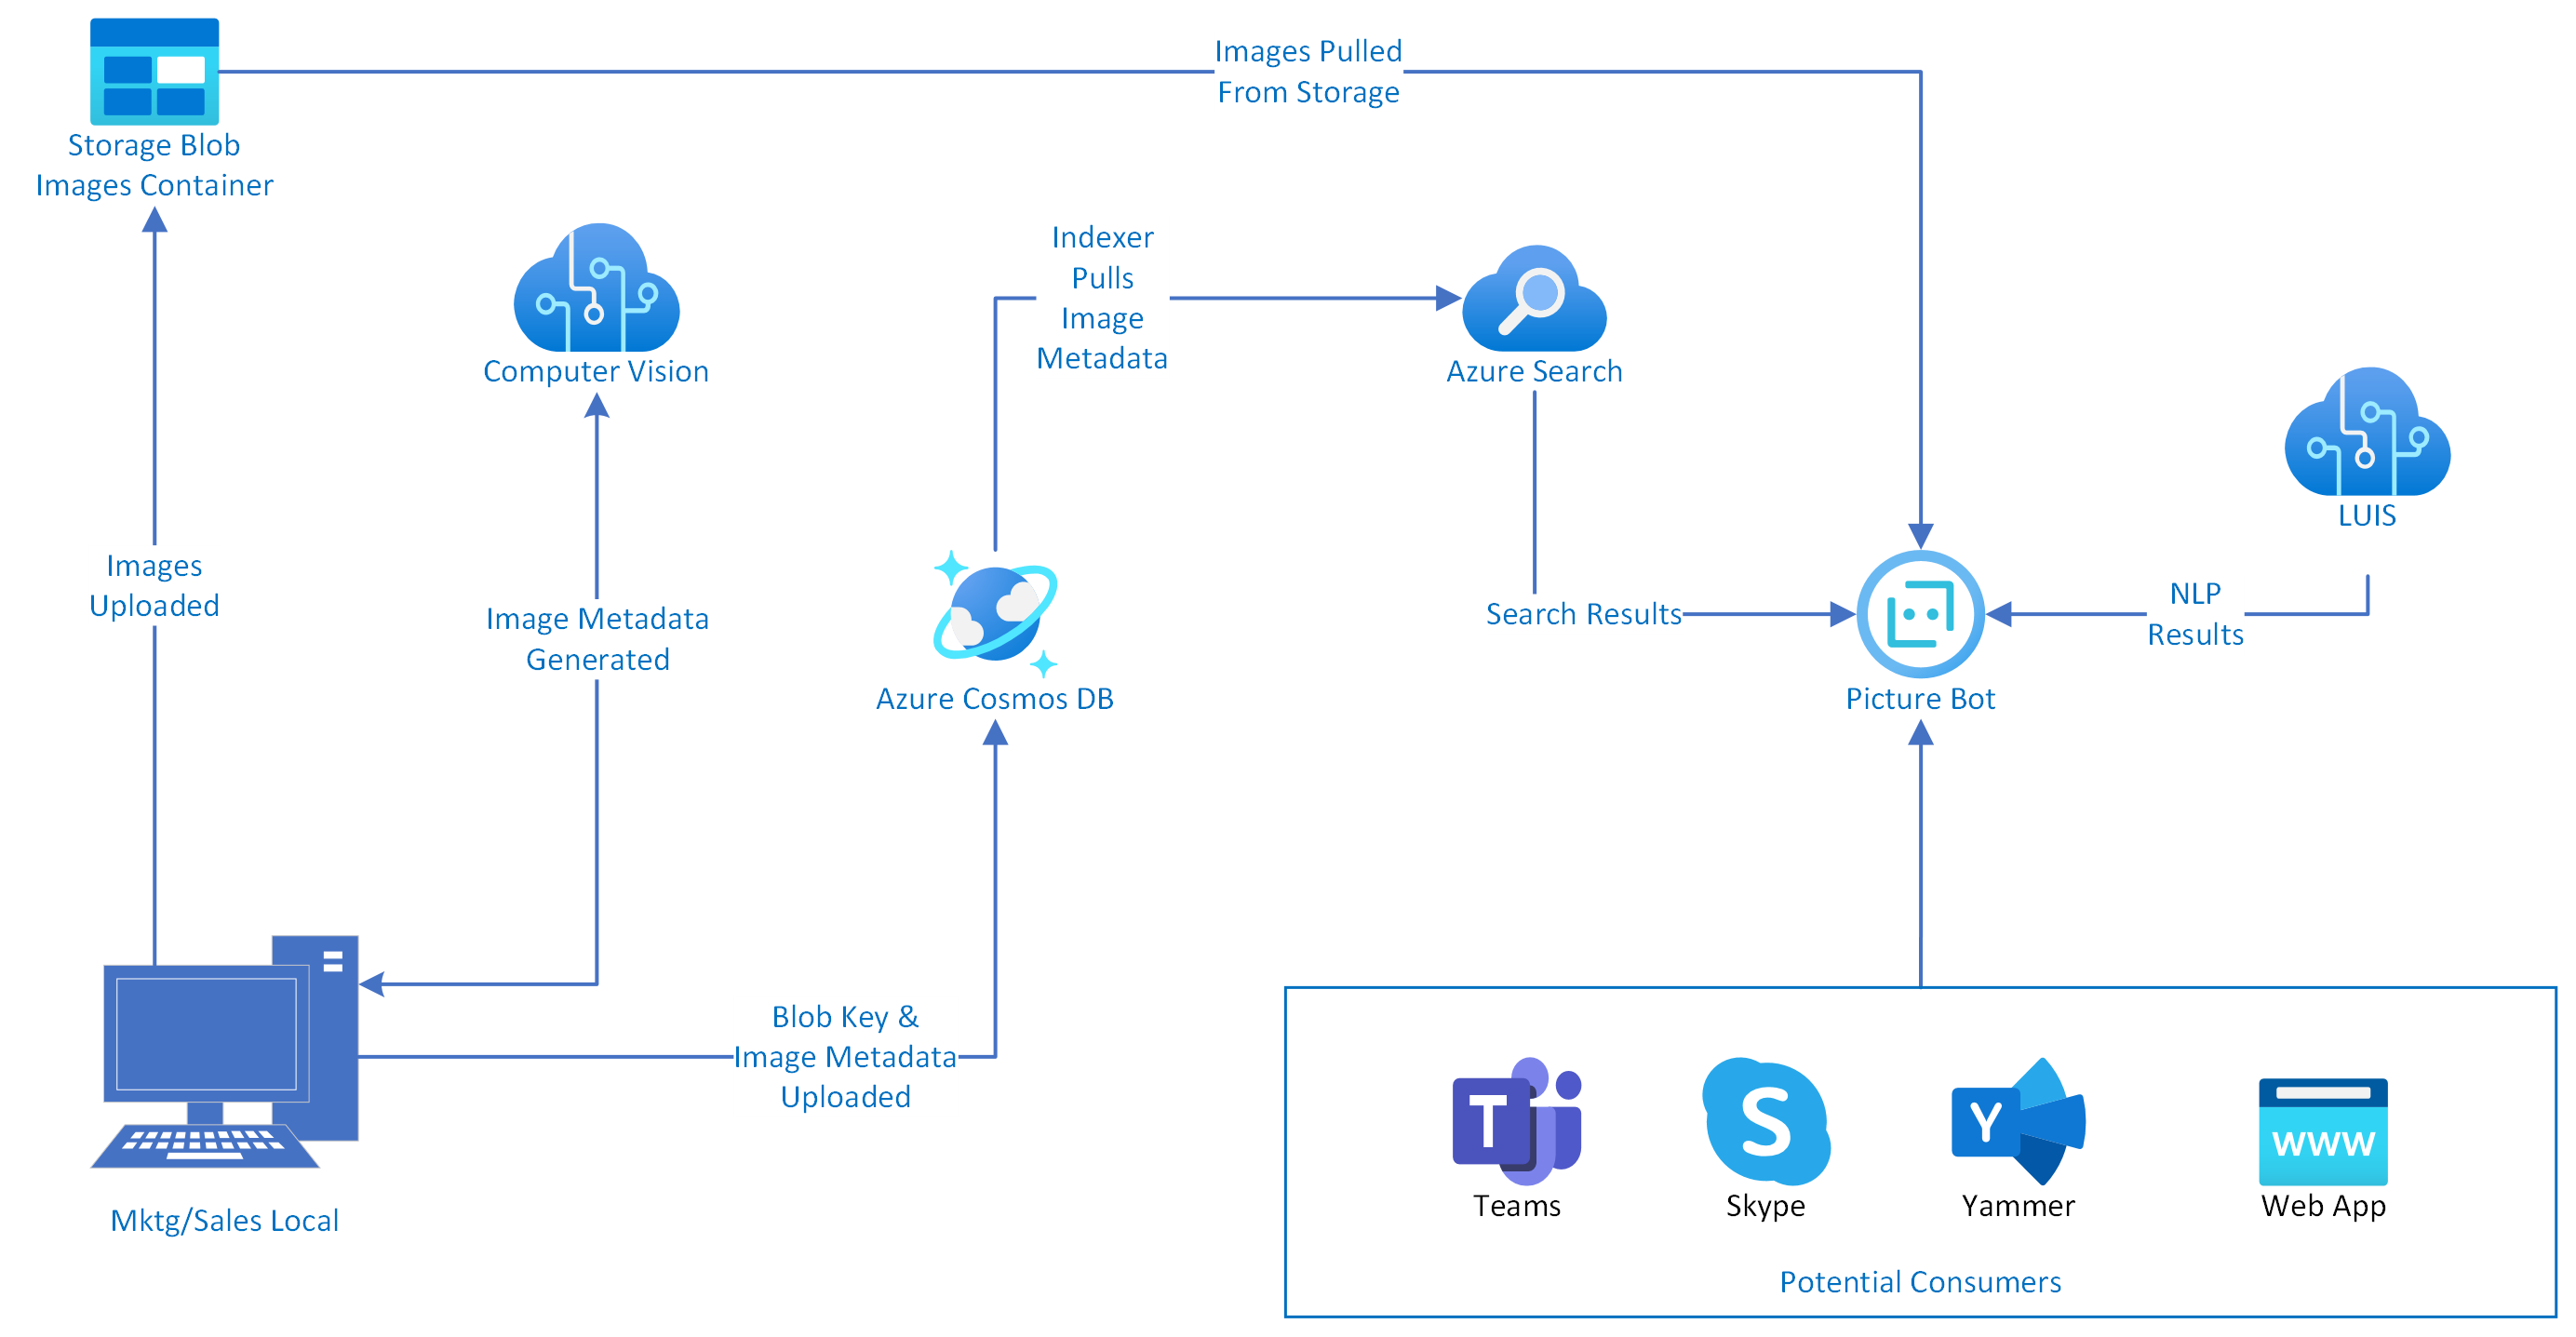 Images Pulled
From Storage
Storage Blob
Images Container
Indexer
Pulls
Image
Metadata
Computer Vision
Azure Search
LUIS
Images
Uploaded
Image Metadata
Generated
Search Results
NLP
Results
Azure Cosmos DB
Picture Bot
Blob Key &
Image Metadata
Uploaded
Mktg/Sales Local
T
S
Y
www
Teams
Skype
Yammer
Web App
Potential Consumers